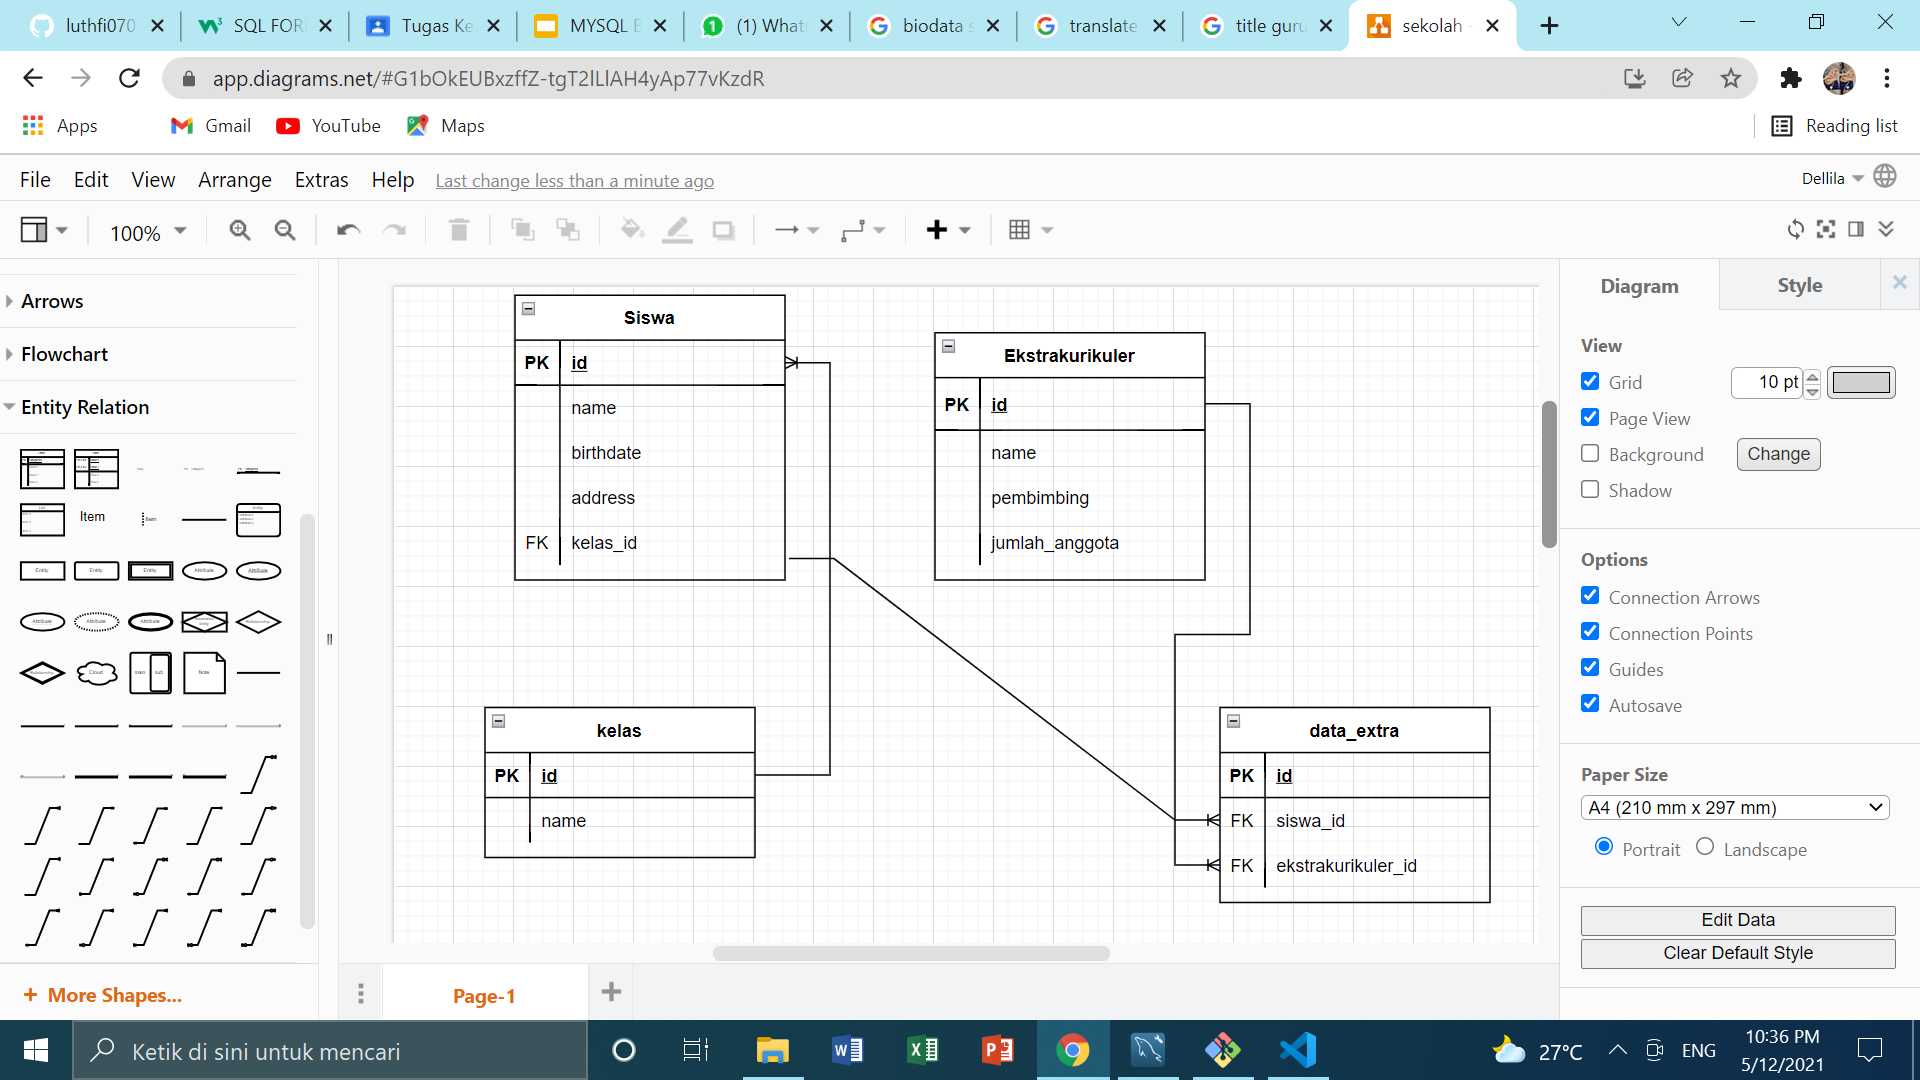 luthfi070
SQL FOR
Tugas Ke
MYSQL B
(1) Whats
biodata s
translate
title guru
sekolah -
app.diagrams.net/#G1bOkEUBxzffZ-tgT2lLlAH4yAp77vKzdR
Apps
Gmail
YouTube
Maps
Reading list
File
Edit
View
Arrange
Extras
Help
Last change less than a minute ago
Dellila
100%
Arrows
Flowchart
Entity Relation
Item
More Shapes...
Siswa
PK id
name
birthdate
address
FK kelas_id
Ekstrakurikuler
PK id
name
pembimbing
jumlah_anggota
kelas
PK id
name
data_extra
PK id
FK siswa_id
FK ekstrakurikuler_id
Page-1
Diagram
Style
View
Grid
10 pt
Page View
Background
Change
Shadow
Options
Connection Arrows
Connection Points
Guides
Autosave
Paper Size
A4 (210 mm x 297 mm)
Portrait
Landscape
Edit Data
Clear Default Style
Ketik di sini untuk mencari
27°C
ENG
10:36 PM
5/12/2021